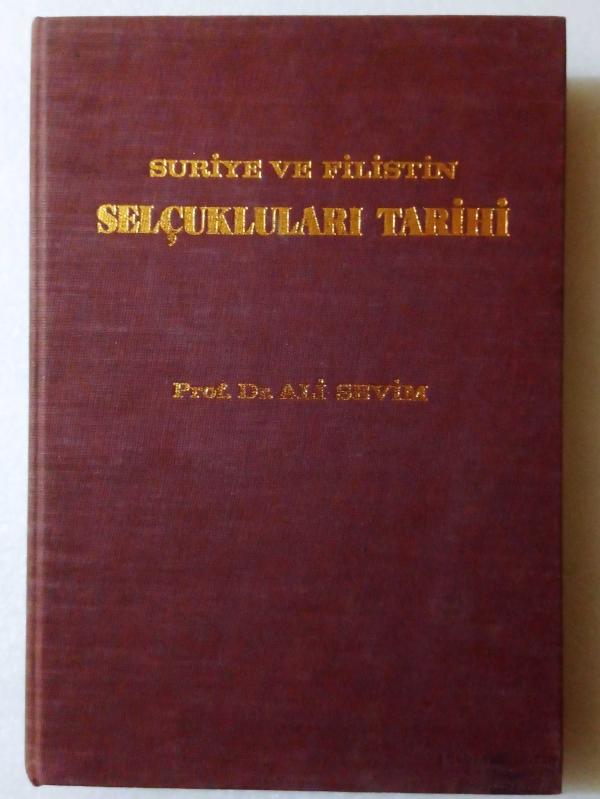 SURİYE VE FİLİSTİN
SELÇUKLULARI TARİHİ
Prof. Dr. ALİ SEVİM